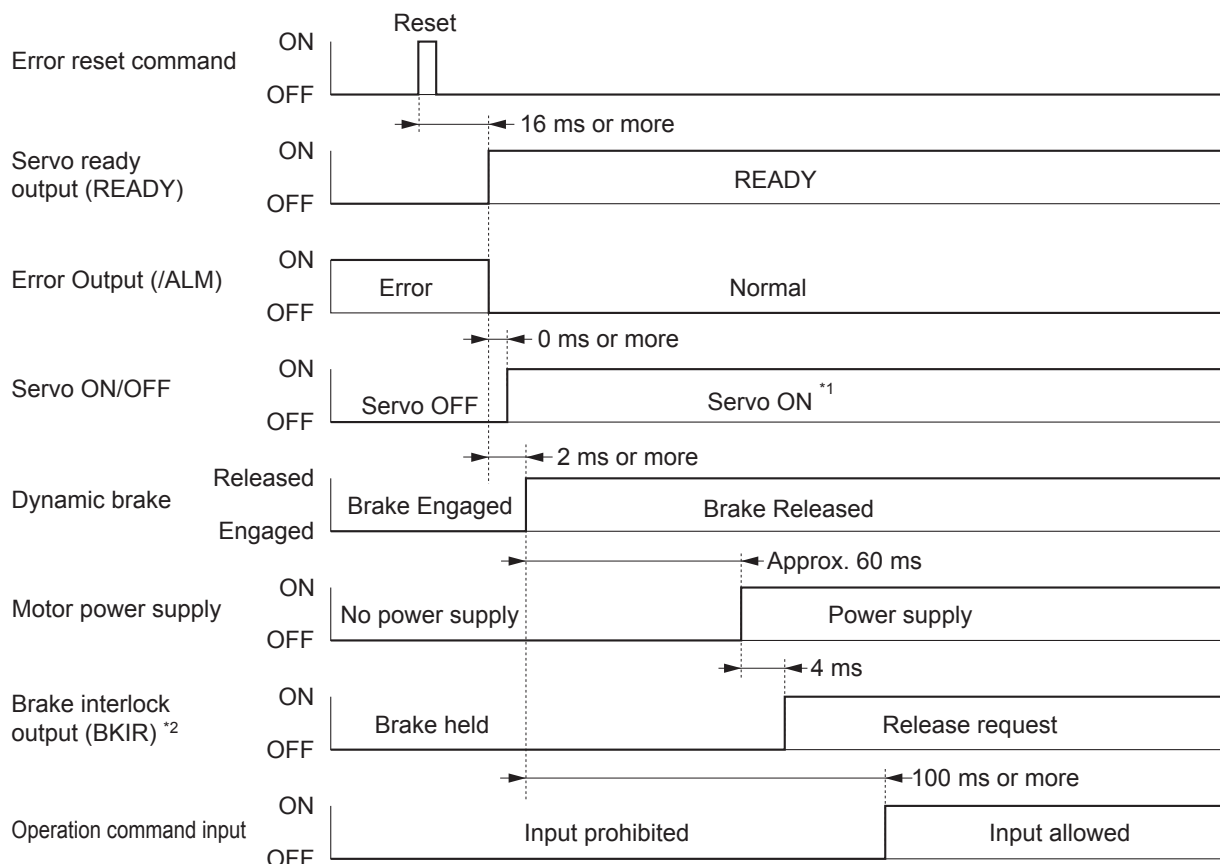 Reset
ON
Error reset command
OFF
16 ms or more
ON
Servo ready
output (READY)
READY
OFF
ON
Error Output (/ALM)
Error
Normal
OFF
0 ms or more
ON
Servo ON/OFF
Servo OFF
Servo ON *1
OFF
2 ms or more
Released
Dynamic brake
Brake Engaged
Brake Released
Engaged
Approx. 60 ms
ON
Motor power supply
No power supply
Power supply
OFF
4 ms
ON
Brake interlock
output (BKIR) *2
Brake held
Release request
OFF
100 ms or more
ON
Operation command input
Input prohibited
Input allowed
OFF